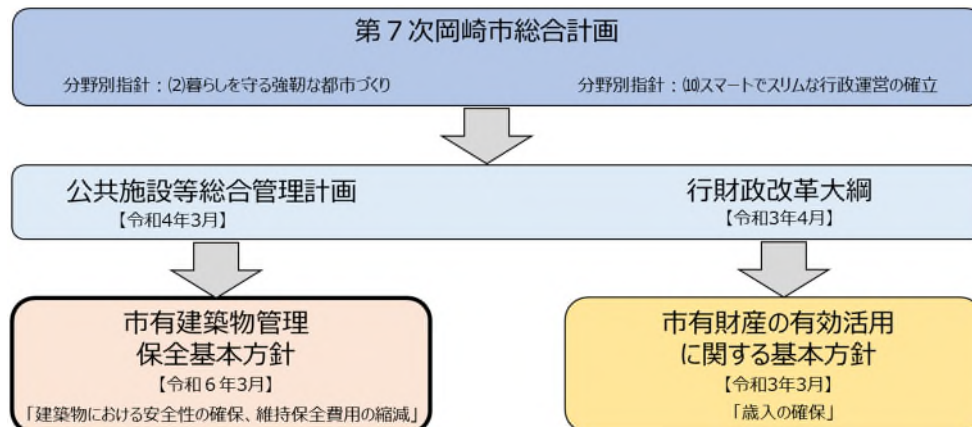 第７次岡崎市総合計画
分野別指針：⑵暮らしを守る強靭な都市づくり
分野別指針：⑽スマートでスリムな行政運営の確立
公共施設等総合管理計画
【令和4年3月】
行財政改革大綱
【令和3年4月】
市有建築物管理
保全基本方針
【令和６年3月】
「建築物における安全性の確保、維持保全費用の縮減」
市有財産の有効活用
に関する基本方針
【令和3年3月】
「歳入の確保」